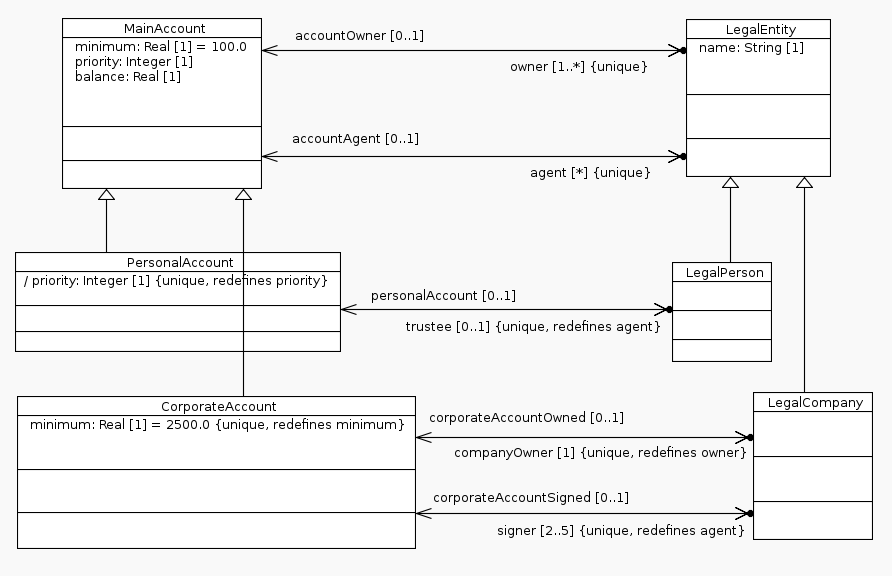 MainAccount
minimum: Real [1] = 100.0
priority: Integer [1]
balance: Real [1]
accountOwner [0..1]
owner [1..*] {unique}
LegalEntity
name: String [1]
accountAgent [0..1]
agent [*] {unique}
PersonalAccount
/ priority: Integer [1] {unique, redefines priority}
personalAccount [0..1]
trustee [0..1] {unique, redefines agent}
LegalPerson
CorporateAccount
minimum: Real [1] = 2500.0 {unique, redefines minimum}
corporateAccountOwned [0..1]
companyOwner [1] {unique, redefines owner}
LegalCompany
corporateAccountSigned [0..1]
signer [2..5] {unique, redefines agent}